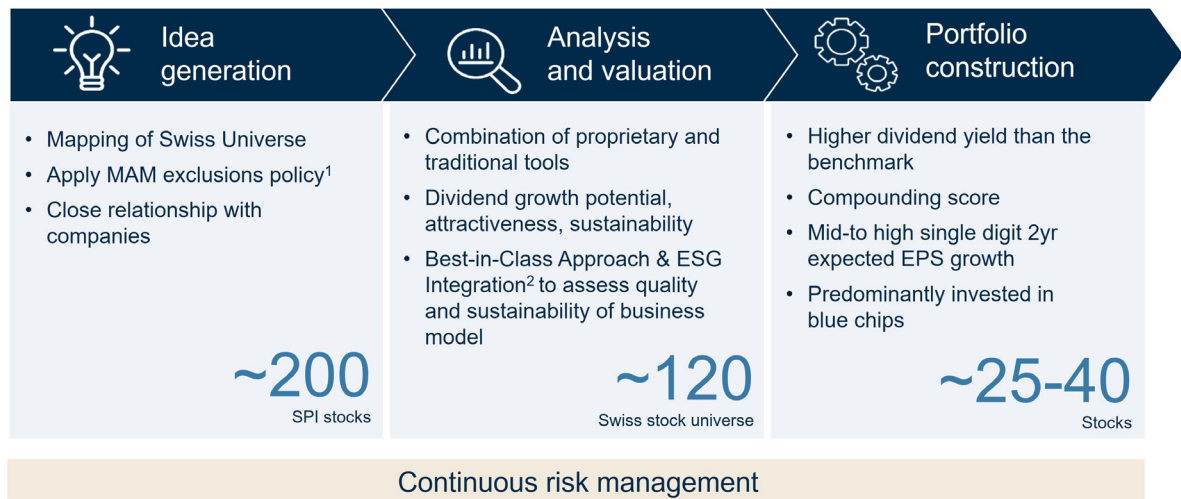 Idea
generation
Analysis
and valuation
Portfolio
construction
• Mapping of Swiss Universe
• Apply MAM exclusions policy¹
• Close relationship with
companies
~200
SPI stocks
• Combination of proprietary and
traditional tools
• Dividend growth potential,
attractiveness, sustainability
• Best-in-Class Approach & ESG
Integration² to assess quality
and sustainability of business
model
~120
Swiss stock universe
• Higher dividend yield than the
benchmark
• Compounding score
• Mid-to high single digit 2yr
expected EPS growth
• Predominantly invested in
blue chips
~25-40
Stocks
Continuous risk management